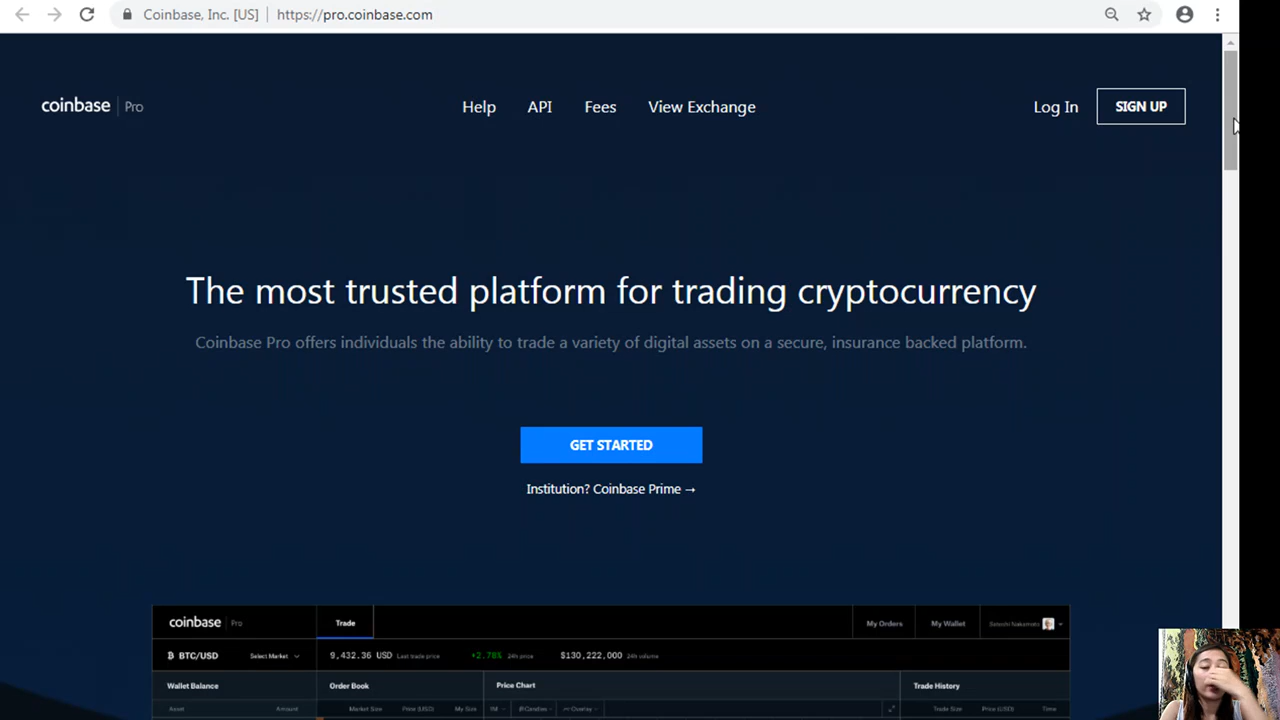 Coinbase, Inc. [US] https://pro.coinbase.com
coinbase Pro Help API Fees View Exchange Log In SIGN UP
The most trusted platform for trading cryptocurrency
Coinbase Pro offers individuals the ability to trade a variety of digital assets on a secure, insurance backed platform.
GET STARTED
Institution? Coinbase Prime →
coinbase Pro Trade My Orders My Wallet Satoshi Nakamoto
BTC/USD Select Market 9,432.36 USD Last trade price +2.78% 24h price $130,222,000 24h volume
Wallet Balance Order Book Price Chart Trade History
Asset Amount Market Size Price (USD) My Size 1M Candles Overlay Trade Size Price (USD) Time